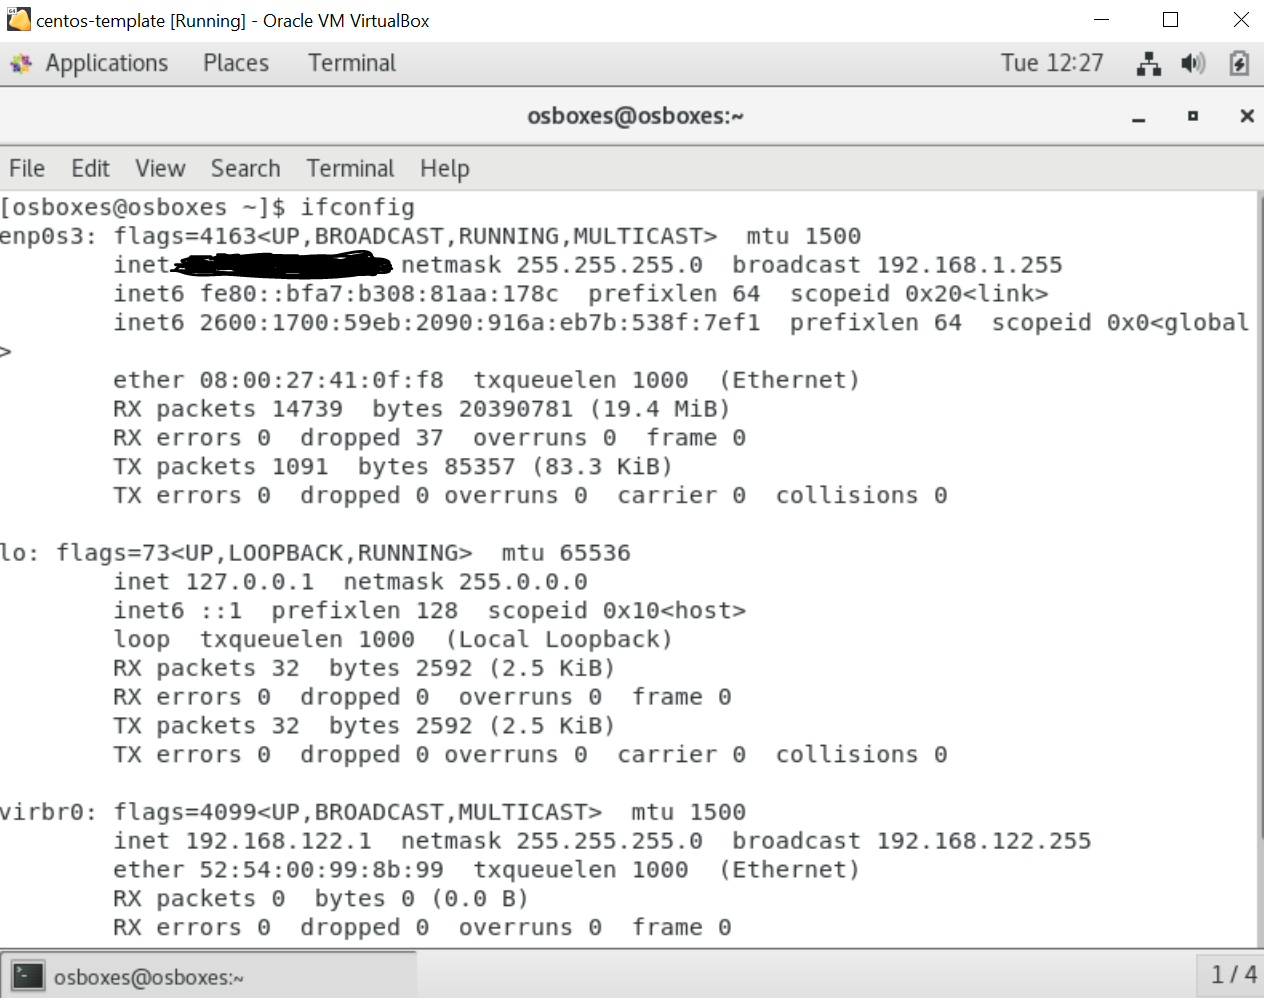 centos-template [Running] - Oracle VM VirtualBox
Applications Places Terminal Tue 12:27
osboxes@osboxes:~
File Edit View Search Terminal Help
[osboxes@osboxes ~]$ ifconfig
enp0s3: flags=4163<UP,BROADCAST,RUNNING,MULTICAST>  mtu 1500
inet netmask 255.255.255.0  broadcast 192.168.1.255
inet6 fe80::bfa7:b308:81aa:178c  prefixlen 64  scopeid 0x20<link>
inet6 2600:1700:59eb:2090:916a:eb7b:538f:7ef1  prefixlen 64  scopeid 0x0<global
>
ether 08:00:27:41:0f:f8  txqueuelen 1000  (Ethernet)
RX packets 14739  bytes 20390781 (19.4 MiB)
RX errors 0  dropped 37  overruns 0  frame 0
TX packets 1091  bytes 85357 (83.3 KiB)
TX errors 0  dropped 0 overruns 0  carrier 0  collisions 0
lo: flags=73<UP,LOOPBACK,RUNNING>  mtu 65536
inet 127.0.0.1  netmask 255.0.0.0
inet6 ::1  prefixlen 128  scopeid 0x10<host>
loop  txqueuelen 1000  (Local Loopback)
RX packets 32  bytes 2592 (2.5 KiB)
RX errors 0  dropped 0  overruns 0  frame 0
TX packets 32  bytes 2592 (2.5 KiB)
TX errors 0  dropped 0 overruns 0  carrier 0  collisions 0
virbr0: flags=4099<UP,BROADCAST,MULTICAST>  mtu 1500
inet 192.168.122.1  netmask 255.255.255.0  broadcast 192.168.122.255
ether 52:54:00:99:8b:99  txqueuelen 1000  (Ethernet)
RX packets 0  bytes 0 (0.0 B)
RX errors 0  dropped 0  overruns 0  frame 0
osboxes@osboxes:~ 1 / 4